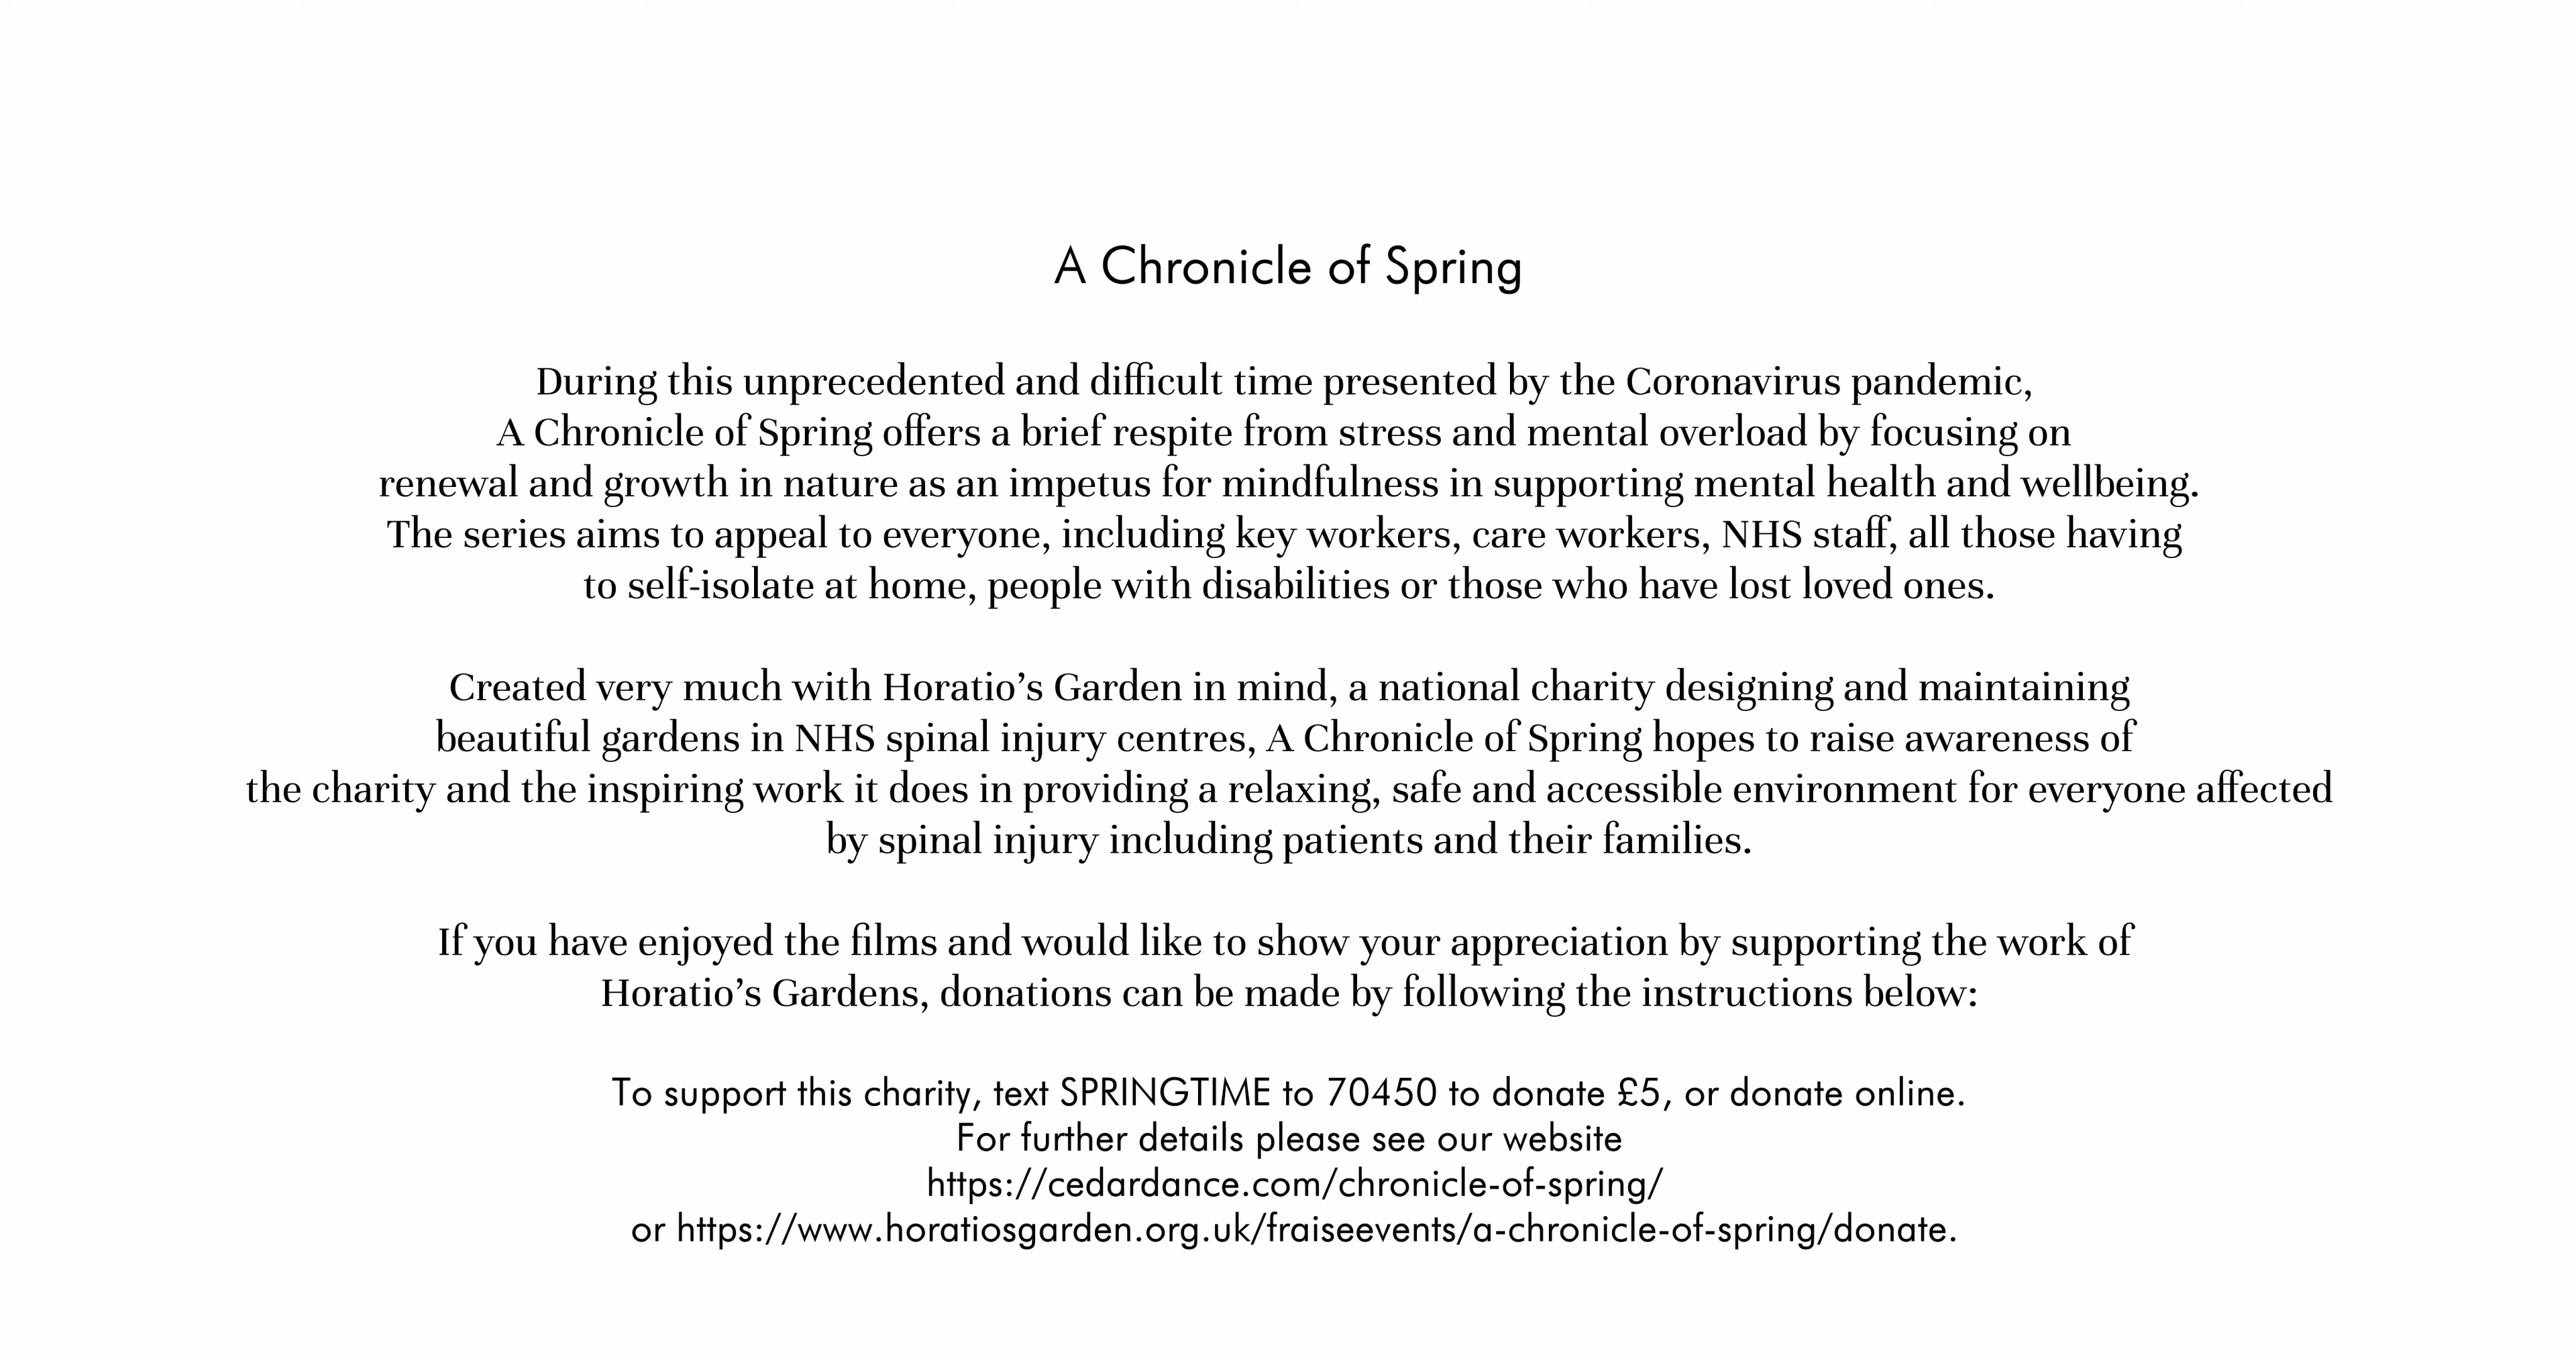 A Chronicle of Spring
During this unprecedented and difficult time presented by the Coronavirus pandemic,
A Chronicle of Spring offers a brief respite from stress and mental overload by focusing on
renewal and growth in nature as an impetus for mindfulness in supporting mental health and wellbeing.
The series aims to appeal to everyone, including key workers, care workers, NHS staff, all those having
to self-isolate at home, people with disabilities or those who have lost loved ones.
Created very much with Horatio’s Garden in mind, a national charity designing and maintaining
beautiful gardens in NHS spinal injury centres, A Chronicle of Spring hopes to raise awareness of
the charity and the inspiring work it does in providing a relaxing, safe and accessible environment for everyone affected
by spinal injury including patients and their families.
If you have enjoyed the films and would like to show your appreciation by supporting the work of
Horatio’s Gardens, donations can be made by following the instructions below:
To support this charity, text SPRINGTIME to 70450 to donate £5, or donate online.
For further details please see our website
https://cedardance.com/chronicle-of-spring/
or https://www.horatiosgarden.org.uk/fraiseevents/a-chronicle-of-spring/donate.